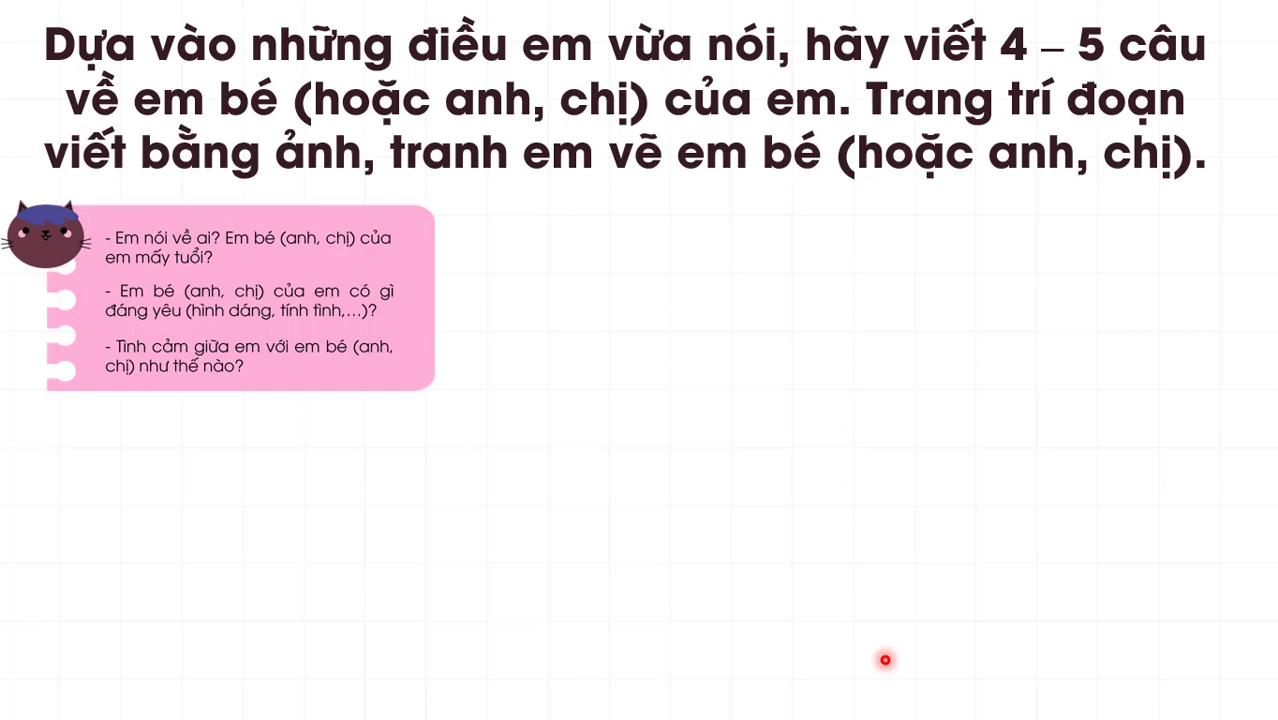 Dựa vào những điều em vừa nói, hãy viết 4 – 5 câu
về em bé (hoặc anh, chị) của em. Trang trí đoạn
viết bằng ảnh, tranh em vẽ em bé (hoặc anh, chị).
- Em nói về ai? Em bé (anh, chị) của
em mấy tuổi?
- Em bé (anh, chị) của em có gì
đáng yêu (hình dáng, tính tình,...)?
- Tình cảm giữa em với em bé (anh,
chị) như thế nào?